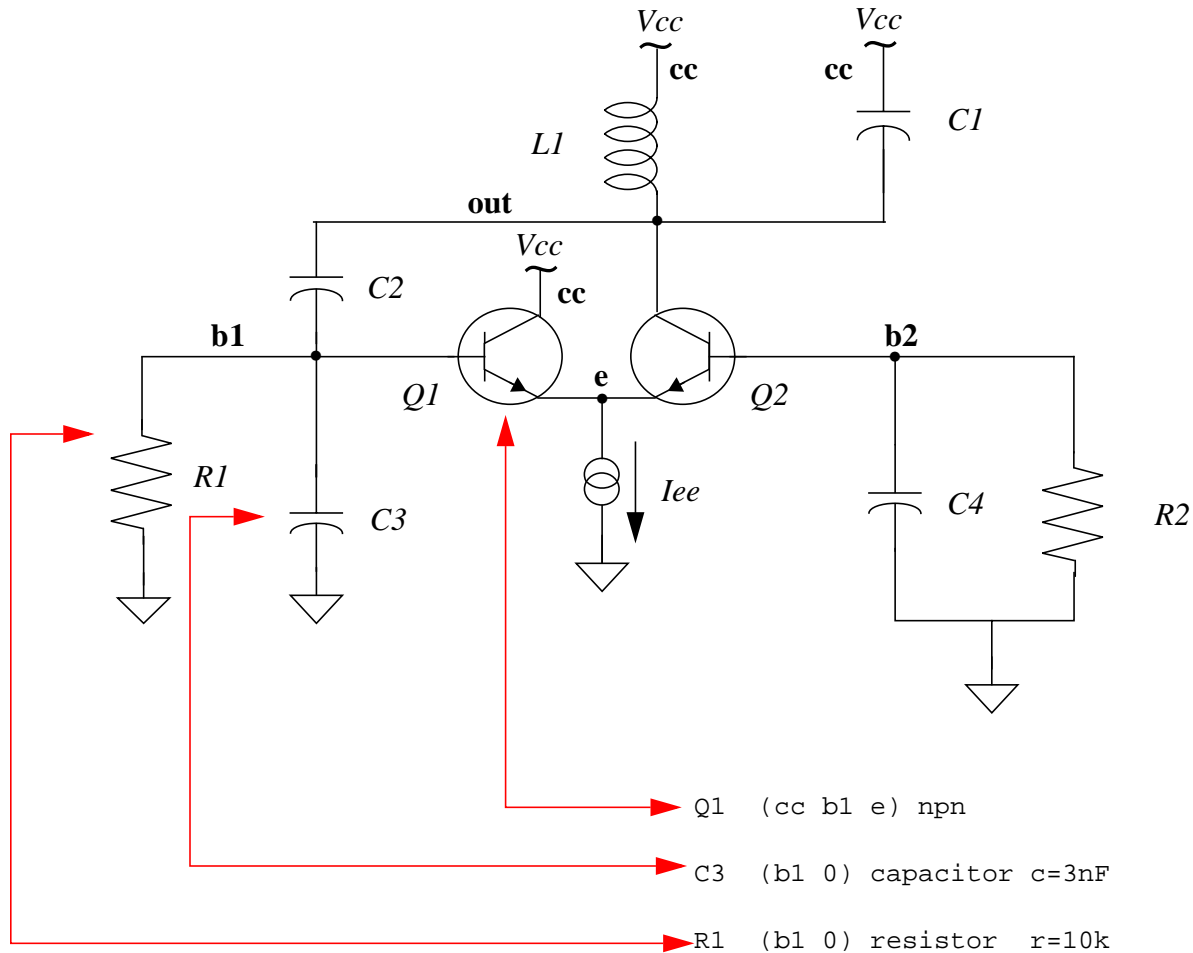 Vcc
Vcc
cc
cc
C1
L1
out
Vcc
C2
cc
b1
b2
e
Q1
Q2
R1
Iee
C3
C4
R2
Q1 (cc b1 e) npn
C3 (b1 0) capacitor c=3nF
R1 (b1 0) resistor r=10k